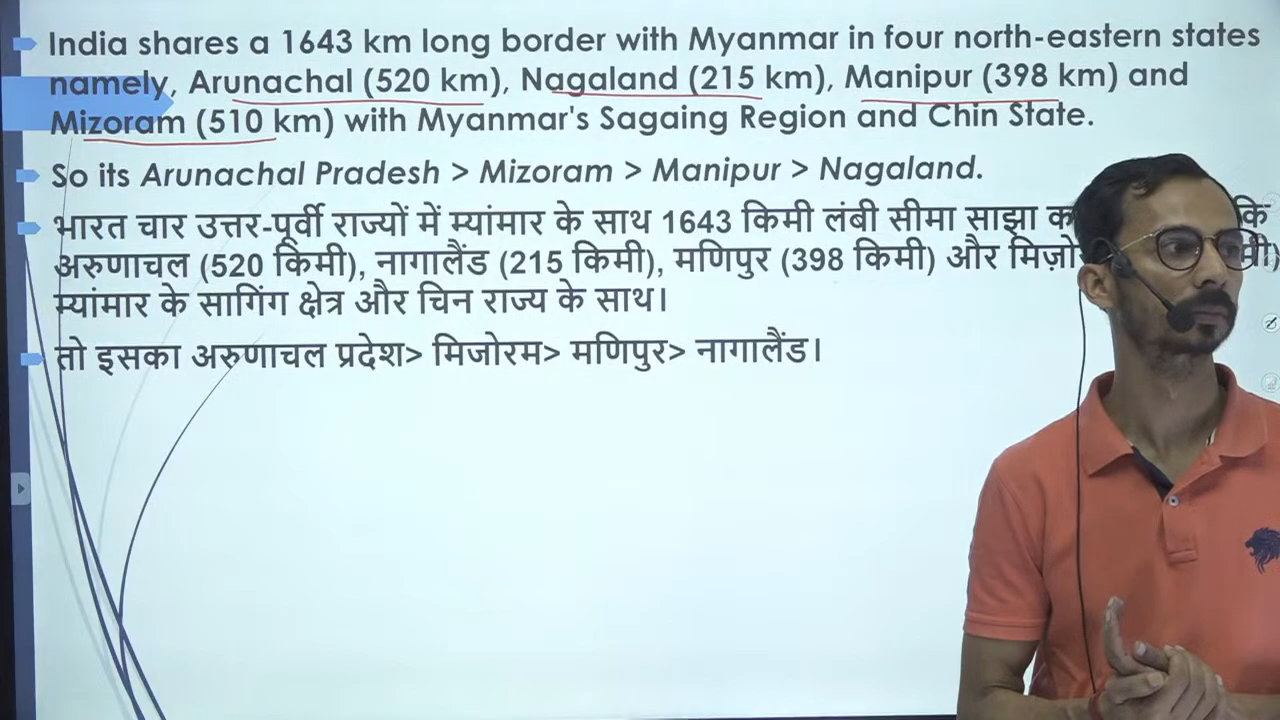 India shares a 1643 km long border with Myanmar in four north-eastern states
namely, Arunachal (520 km), Nagaland (215 km), Manipur (398 km) and
Mizoram (510 km) with Myanmar's Sagaing Region and Chin State.
So its Arunachal Pradesh > Mizoram > Manipur > Nagaland.
भारत चार उत्तर-पूर्वी राज्यों में म्यांमार के साथ 1643 किमी लंबी सीमा साझा कि
अरुणाचल (520 किमी), नागालैंड (215 किमी), मणिपुर (398 किमी) और
म्यांमार के सागिंग क्षेत्र और चिन राज्य के साथ।
तो इसका अरुणाचल प्रदेश> मिजोरम> मणिपुर> नागालैंड।